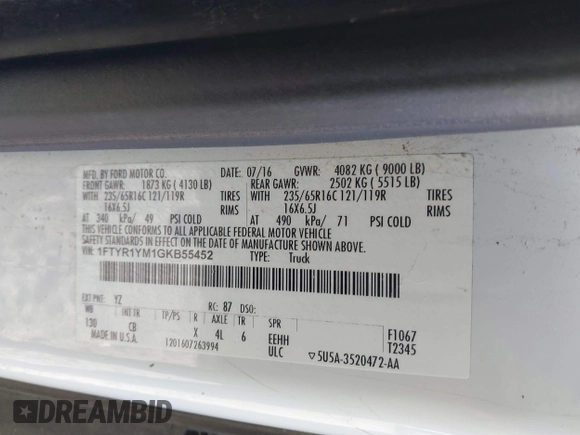 MFD. BY FORD MOTOR CO.
DATE: 07/16 GVWR: 4082 KG ( 9000 LB)
FRONT GAWR: 1873 KG ( 4130 LB) REAR GAWR: 2502 KG ( 5515 LB)
WITH 235/65R16C 121/119R TIRES WITH 235/65R16C 121/119R TIRES
16X6.5J RIMS 16X6.5J RIMS
AT 340 kPa/ 49 PSI COLD AT 490 kPa/ 71 PSI COLD
THIS VEHICLE CONFORMS TO ALL APPLICABLE FEDERAL MOTOR VEHICLE
SAFETY STANDARDS IN EFFECT ON THE DATE OF MANUFACTURE SHOWN ABOVE.
VIN: 1FTYR1YM1GKB55452 TYPE: Truck
EXT PNT: YZ RC: 87 DSO:
WB INT TR TP/PS R AXLE TR SPR
130 CB X 4L 6 EEHH F1067
MADE IN U.S.A. ULC T2345
1201607263994 ▽5U5A-3520472-AA
AUTOHELPERBOT.COM